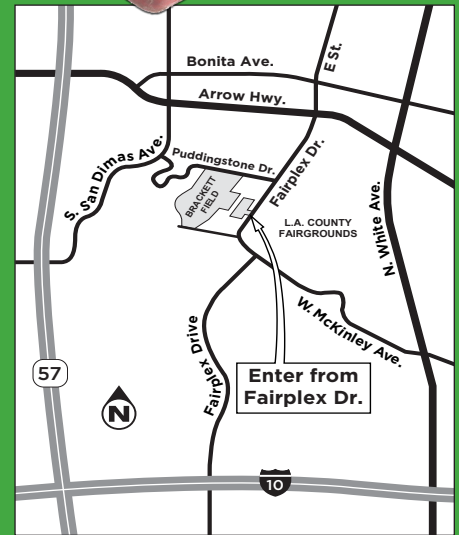 Bonita Ave.
E St.
Arrow Hwy.
S. San Dimas Ave.
Puddingstone Dr.
Fairplex Dr.
BRACKETT
FIELD
L.A. COUNTY
FAIRGROUNDS
N. White Ave.
W. McKinley Ave.
Fairplex Drive
Enter from
Fairplex Dr.
57
N
10